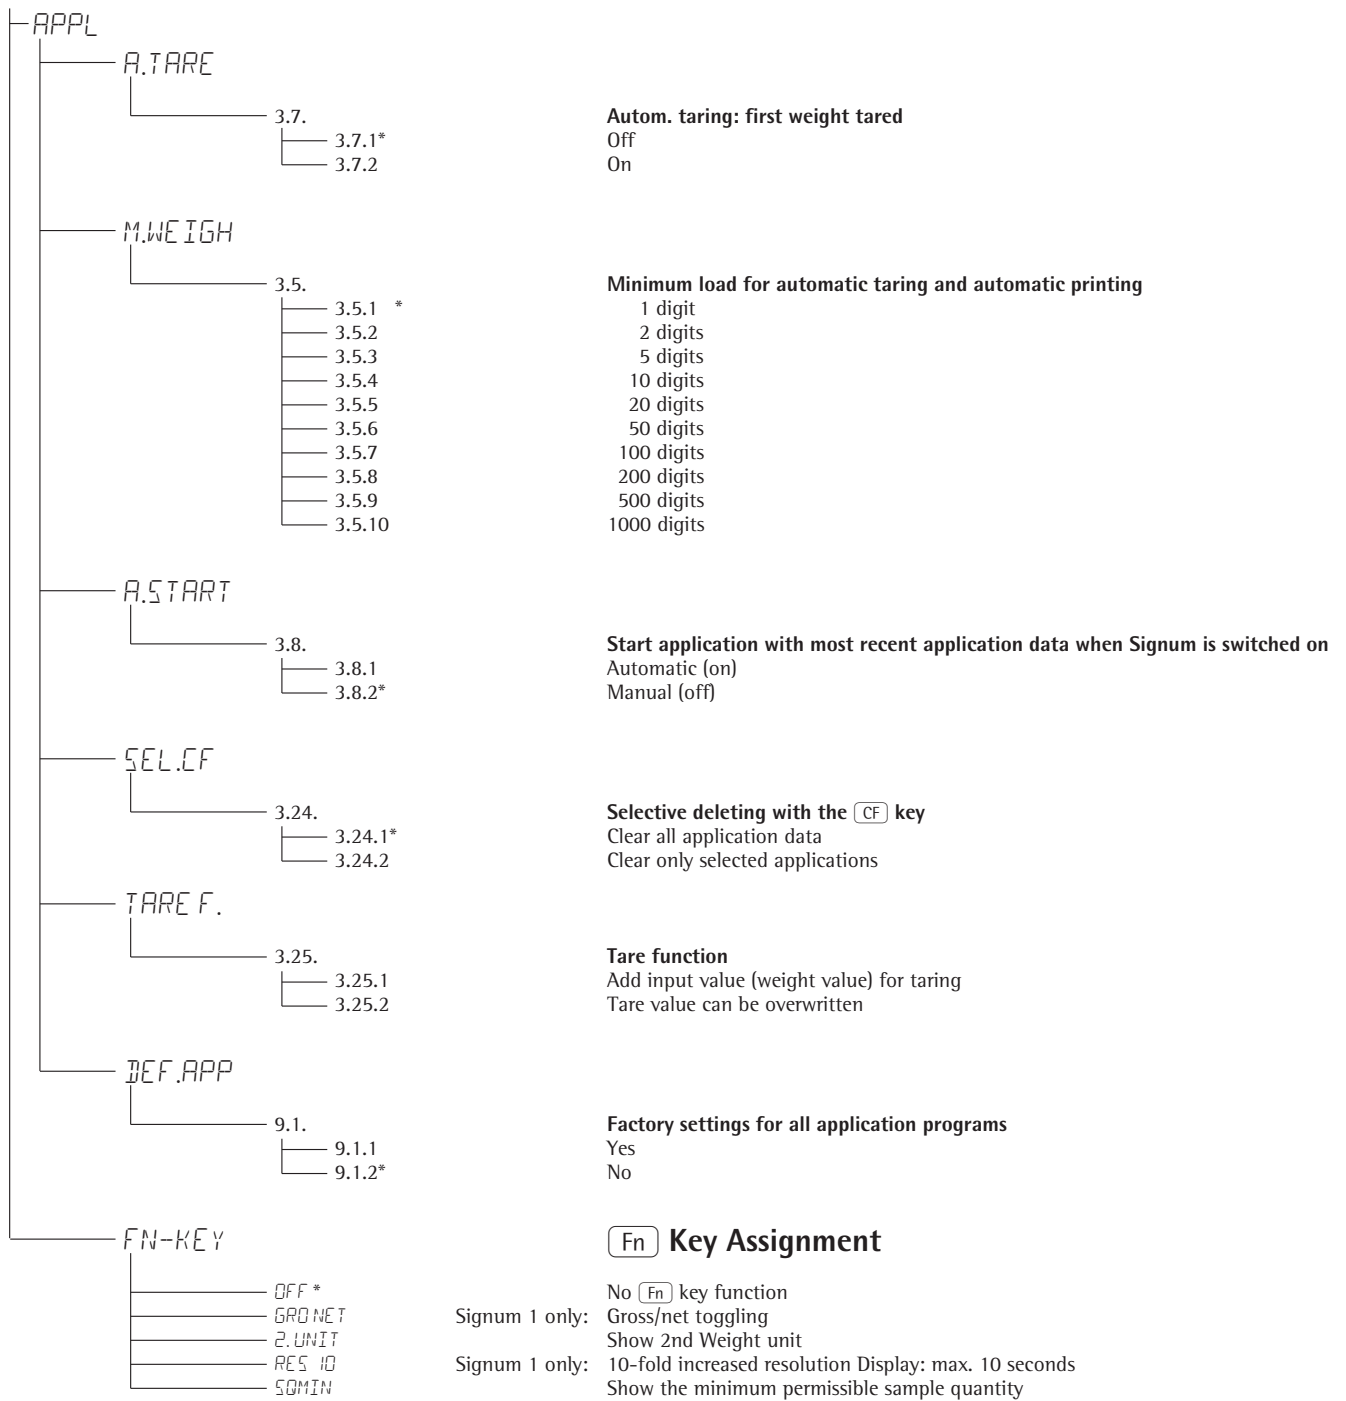 APPL
A.TARE
3.7. Autom. taring: first weight tared
3.7.1* Off
3.7.2 On
M.WEIGH
3.5. Minimum load for automatic taring and automatic printing
3.5.1 * 1 digit
3.5.2 2 digits
3.5.3 5 digits
3.5.4 10 digits
3.5.5 20 digits
3.5.6 50 digits
3.5.7 100 digits
3.5.8 200 digits
3.5.9 500 digits
3.5.10 1000 digits
A.START
3.8. Start application with most recent application data when Signum is switched on
3.8.1 Automatic (on)
3.8.2* Manual (off)
SEL.CF
3.24. Selective deleting with the CF key
3.24.1* Clear all application data
3.24.2 Clear only selected applications
TARE F.
3.25. Tare function
3.25.1 Add input value (weight value) for taring
3.25.2 Tare value can be overwritten
DEF.APP
9.1. Factory settings for all application programs
9.1.1 Yes
9.1.2* No
FN-KEY Fn Key Assignment
OFF * No Fn key function
GRO NET Signum 1 only: Gross/net toggling
2.UNIT Show 2nd Weight unit
RES 10 Signum 1 only: 10-fold increased resolution Display: max. 10 seconds
SQMIN Show the minimum permissible sample quantity